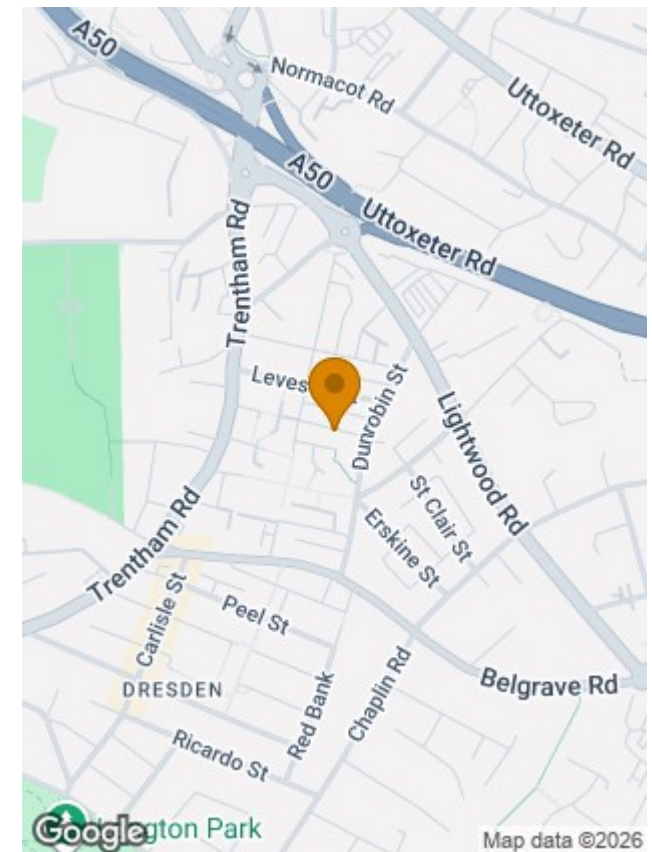 A50
Normacot Rd
Uttoxeter Rd
A50
Uttoxeter Rd
Trentham Rd
Dunrobin St
Lightwood Rd
St Clair St
Erskine St
Trentham Rd
Carlisle St
Peel St
DRESDEN
Red Bank
Chaplin Rd
Belgrave Rd
Ricardo St
Google
Park
Map data ©2026